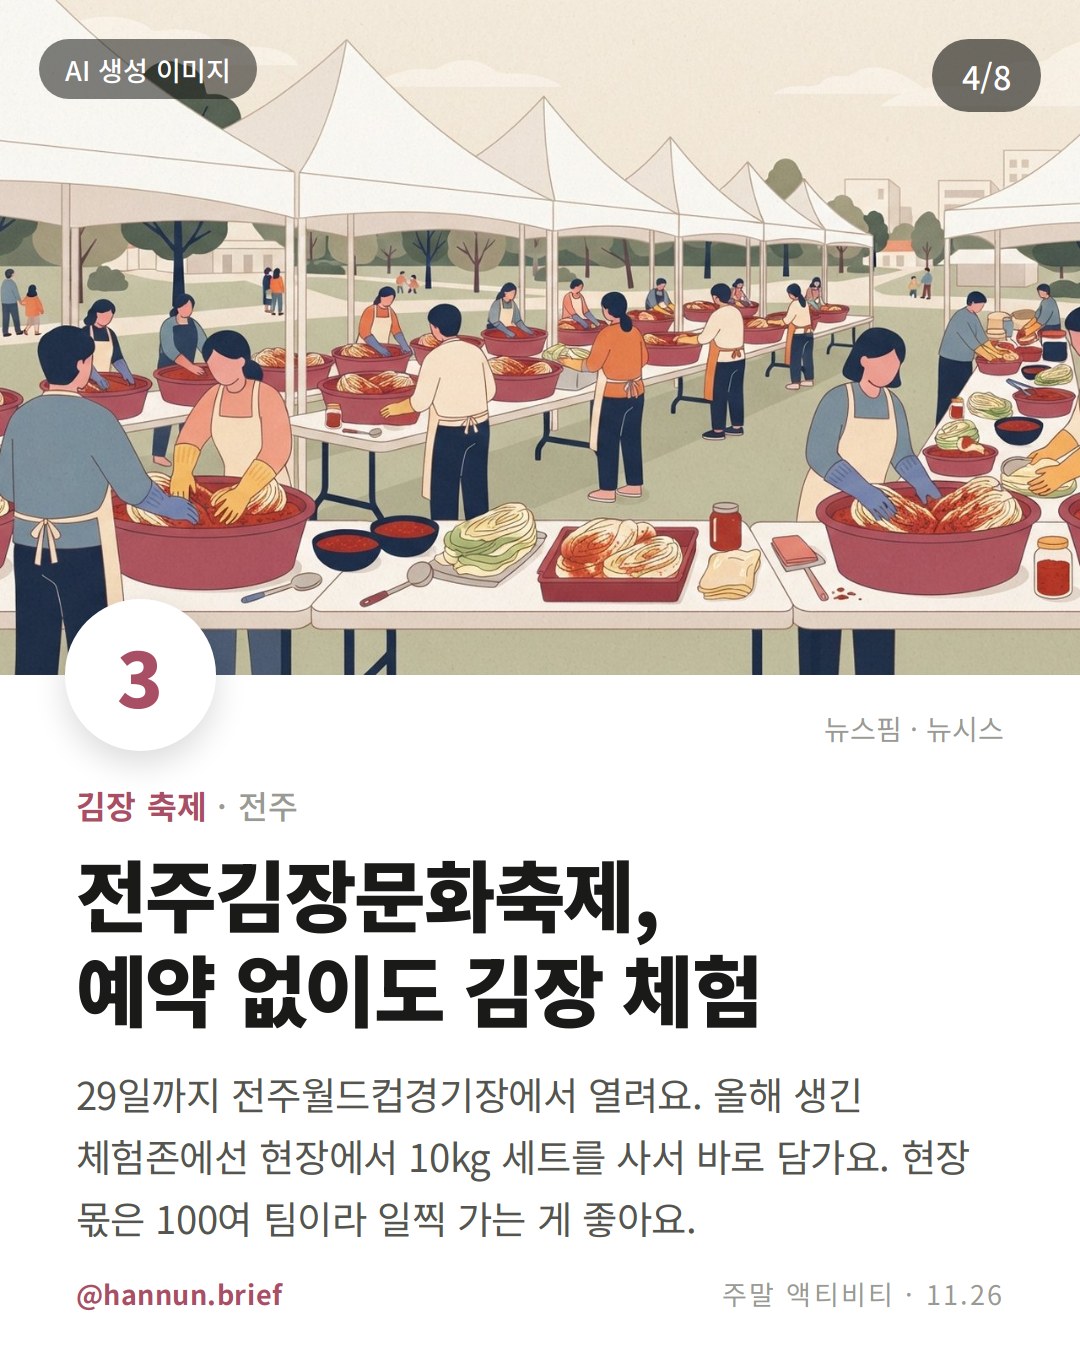 AI 생성 이미지
4/8
3
뉴스핌 · 뉴시스
김장 축제 · 전주
전주김장문화축제,
예약 없이도 김장 체험
29일까지 전주월드컵경기장에서 열려요. 올해 생긴
체험존에선 현장에서 10kg 세트를 사서 바로 담가요. 현장
몫은 100여 팀이라 일찍 가는 게 좋아요.
@hannun.brief
주말 액티비티 · 11.26